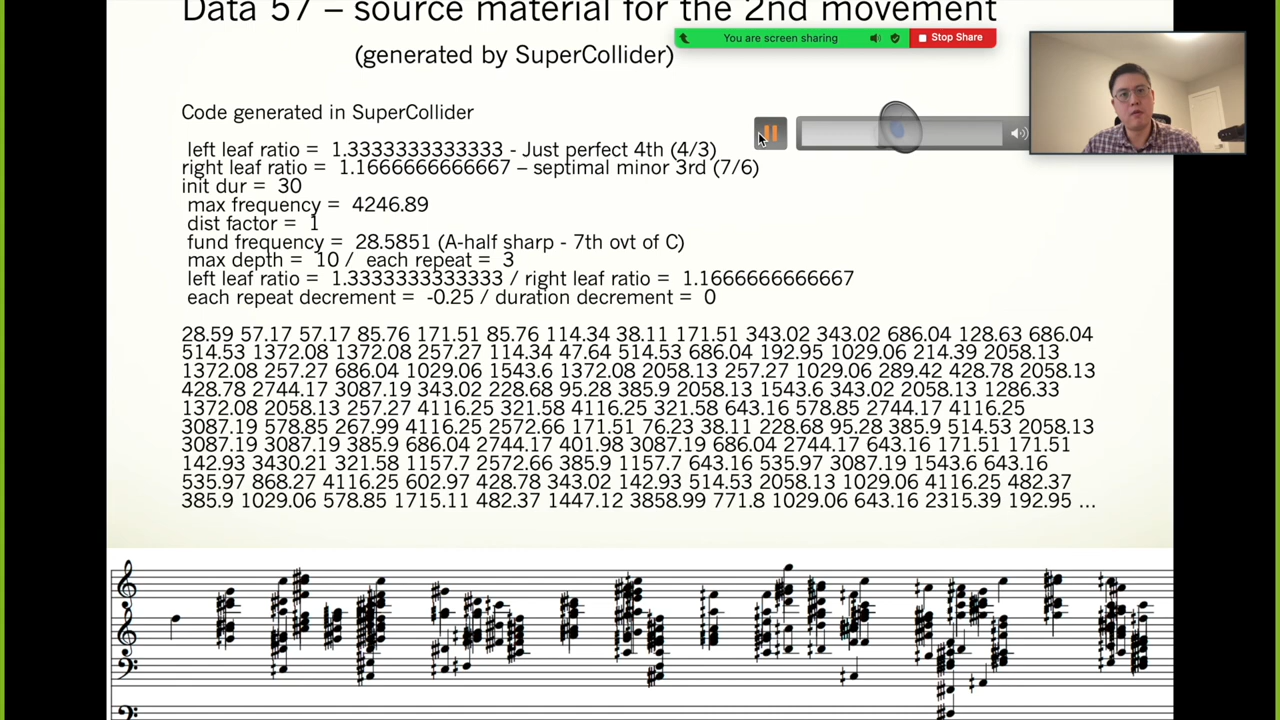 Data 57 – source material for the 2nd movement
You are screen sharing
Stop Share
(generated by SuperCollider)
Code generated in SuperCollider
left leaf ratio = 1.3333333333333 - Just perfect 4th (4/3)
right leaf ratio = 1.1666666666667 – septimal minor 3rd (7/6)
init dur = 30
max frequency = 4246.89
dist factor = 1
fund frequency = 28.5851 (A-half sharp - 7th ovt of C)
max depth = 10 / each repeat = 3
left leaf ratio = 1.3333333333333 / right leaf ratio = 1.1666666666667
each repeat decrement = -0.25 / duration decrement = 0
28.59 57.17 57.17 85.76 171.51 85.76 114.34 38.11 171.51 343.02 343.02 686.04 128.63 686.04
514.53 1372.08 1372.08 257.27 114.34 47.64 514.53 686.04 192.95 1029.06 214.39 2058.13
1372.08 257.27 686.04 1029.06 1543.6 1372.08 2058.13 257.27 1029.06 289.42 428.78 2058.13
428.78 2744.17 3087.19 343.02 228.68 95.28 385.9 2058.13 1543.6 343.02 2058.13 1286.33
1372.08 2058.13 257.27 4116.25 321.58 4116.25 321.58 643.16 578.85 2744.17 4116.25
3087.19 578.85 267.99 4116.25 2572.66 171.51 76.23 38.11 228.68 95.28 385.9 514.53 2058.13
3087.19 3087.19 385.9 686.04 2744.17 401.98 3087.19 686.04 2744.17 643.16 171.51 171.51
142.93 3430.21 321.58 1157.7 2572.66 385.9 1157.7 643.16 535.97 3087.19 1543.6 643.16
535.97 868.27 4116.25 602.97 428.78 343.02 142.93 514.53 2058.13 1029.06 4116.25 482.37
385.9 1029.06 578.85 1715.11 482.37 1447.12 3858.99 771.8 1029.06 643.16 2315.39 192.95 ...